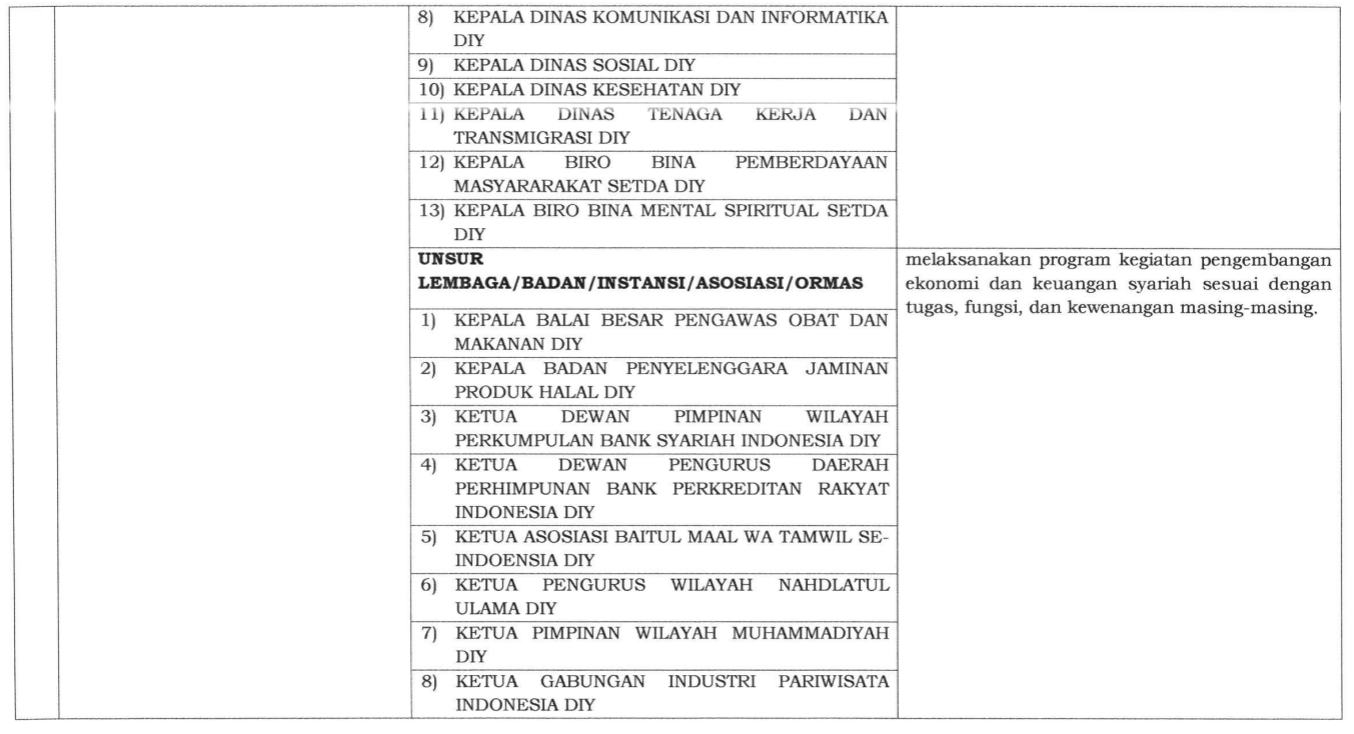 8) KEPALA DINAS KOMUNIKASI DAN INFORMATIKA
DIY
9) KEPALA DINAS SOSIAL DIY
10) KEPALA DINAS KESEHATAN DIY
11) KEPALA DINAS TENAGA KERJA DAN
TRANSMIGRASI DIY
12) KEPALA BIRO BINA PEMBERDAYAAN
MASYARARAKAT SETDA DIY
13) KEPALA BIRO BINA MENTAL SPIRITUAL SETDA
DIY
UNSUR
LEMBAGA/BADAN/INSTANSI/ASOSIASI/ORMAS
melaksanakan program kegiatan pengembangan
ekonomi dan keuangan syariah sesuai dengan
tugas, fungsi, dan kewenangan masing-masing.
1) KEPALA BALAI BESAR PENGAWAS OBAT DAN
MAKANAN DIY
2) KEPALA BADAN PENYELENGGARA JAMINAN
PRODUK HALAL DIY
3) KETUA DEWAN PIMPINAN WILAYAH
PERKUMPULAN BANK SYARIAH INDONESIA DIY
4) KETUA DEWAN PENGURUS DAERAH
PERHIMPUNAN BANK PERKREDITAN RAKYAT
INDONESIA DIY
5) KETUA ASOSIASI BAITUL MAAL WA TAMWIL SE-
INDOENSIA DIY
6) KETUA PENGURUS WILAYAH NAHDLATUL
ULAMA DIY
7) KETUA PIMPINAN WILAYAH MUHAMMADIYAH
DIY
8) KETUA GABUNGAN INDUSTRI PARIWISATA
INDONESIA DIY